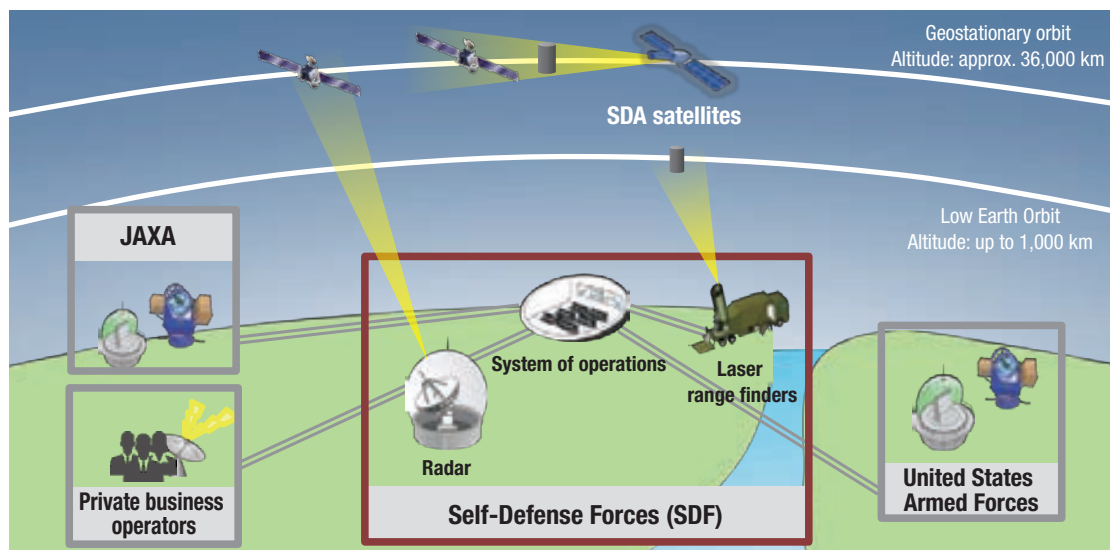 Geostationary orbit
Altitude: approx. 36,000 km
SDA satellites
Low Earth Orbit
Altitude: up to 1,000 km
JAXA
System of operations
Laser
range finders
Radar
Private business
operators
Self-Defense Forces (SDF)
United States
Armed Forces